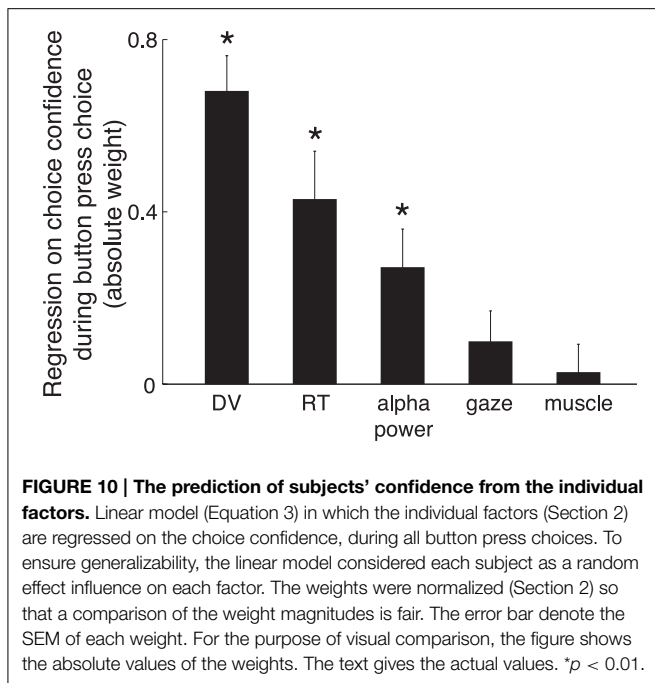 0.8
*
*
0.4
*
0
Regression on choice confidence
during button press choice
(absolute weight)
DV RT alpha gaze muscle
power
FIGURE 10 | The prediction of subjects' confidence from the individual
factors. Linear model (Equation 3) in which the individual factors (Section 2)
are regressed on the choice confidence, during all button press choices. To
ensure generalizability, the linear model considered each subject as a random
effect influence on each factor. The weights were normalized (Section 2) so
that a comparison of the weight magnitudes is fair. The error bar denote the
SEM of each weight. For the purpose of visual comparison, the figure shows
the absolute values of the weights. The text gives the actual values. *p < 0.01.